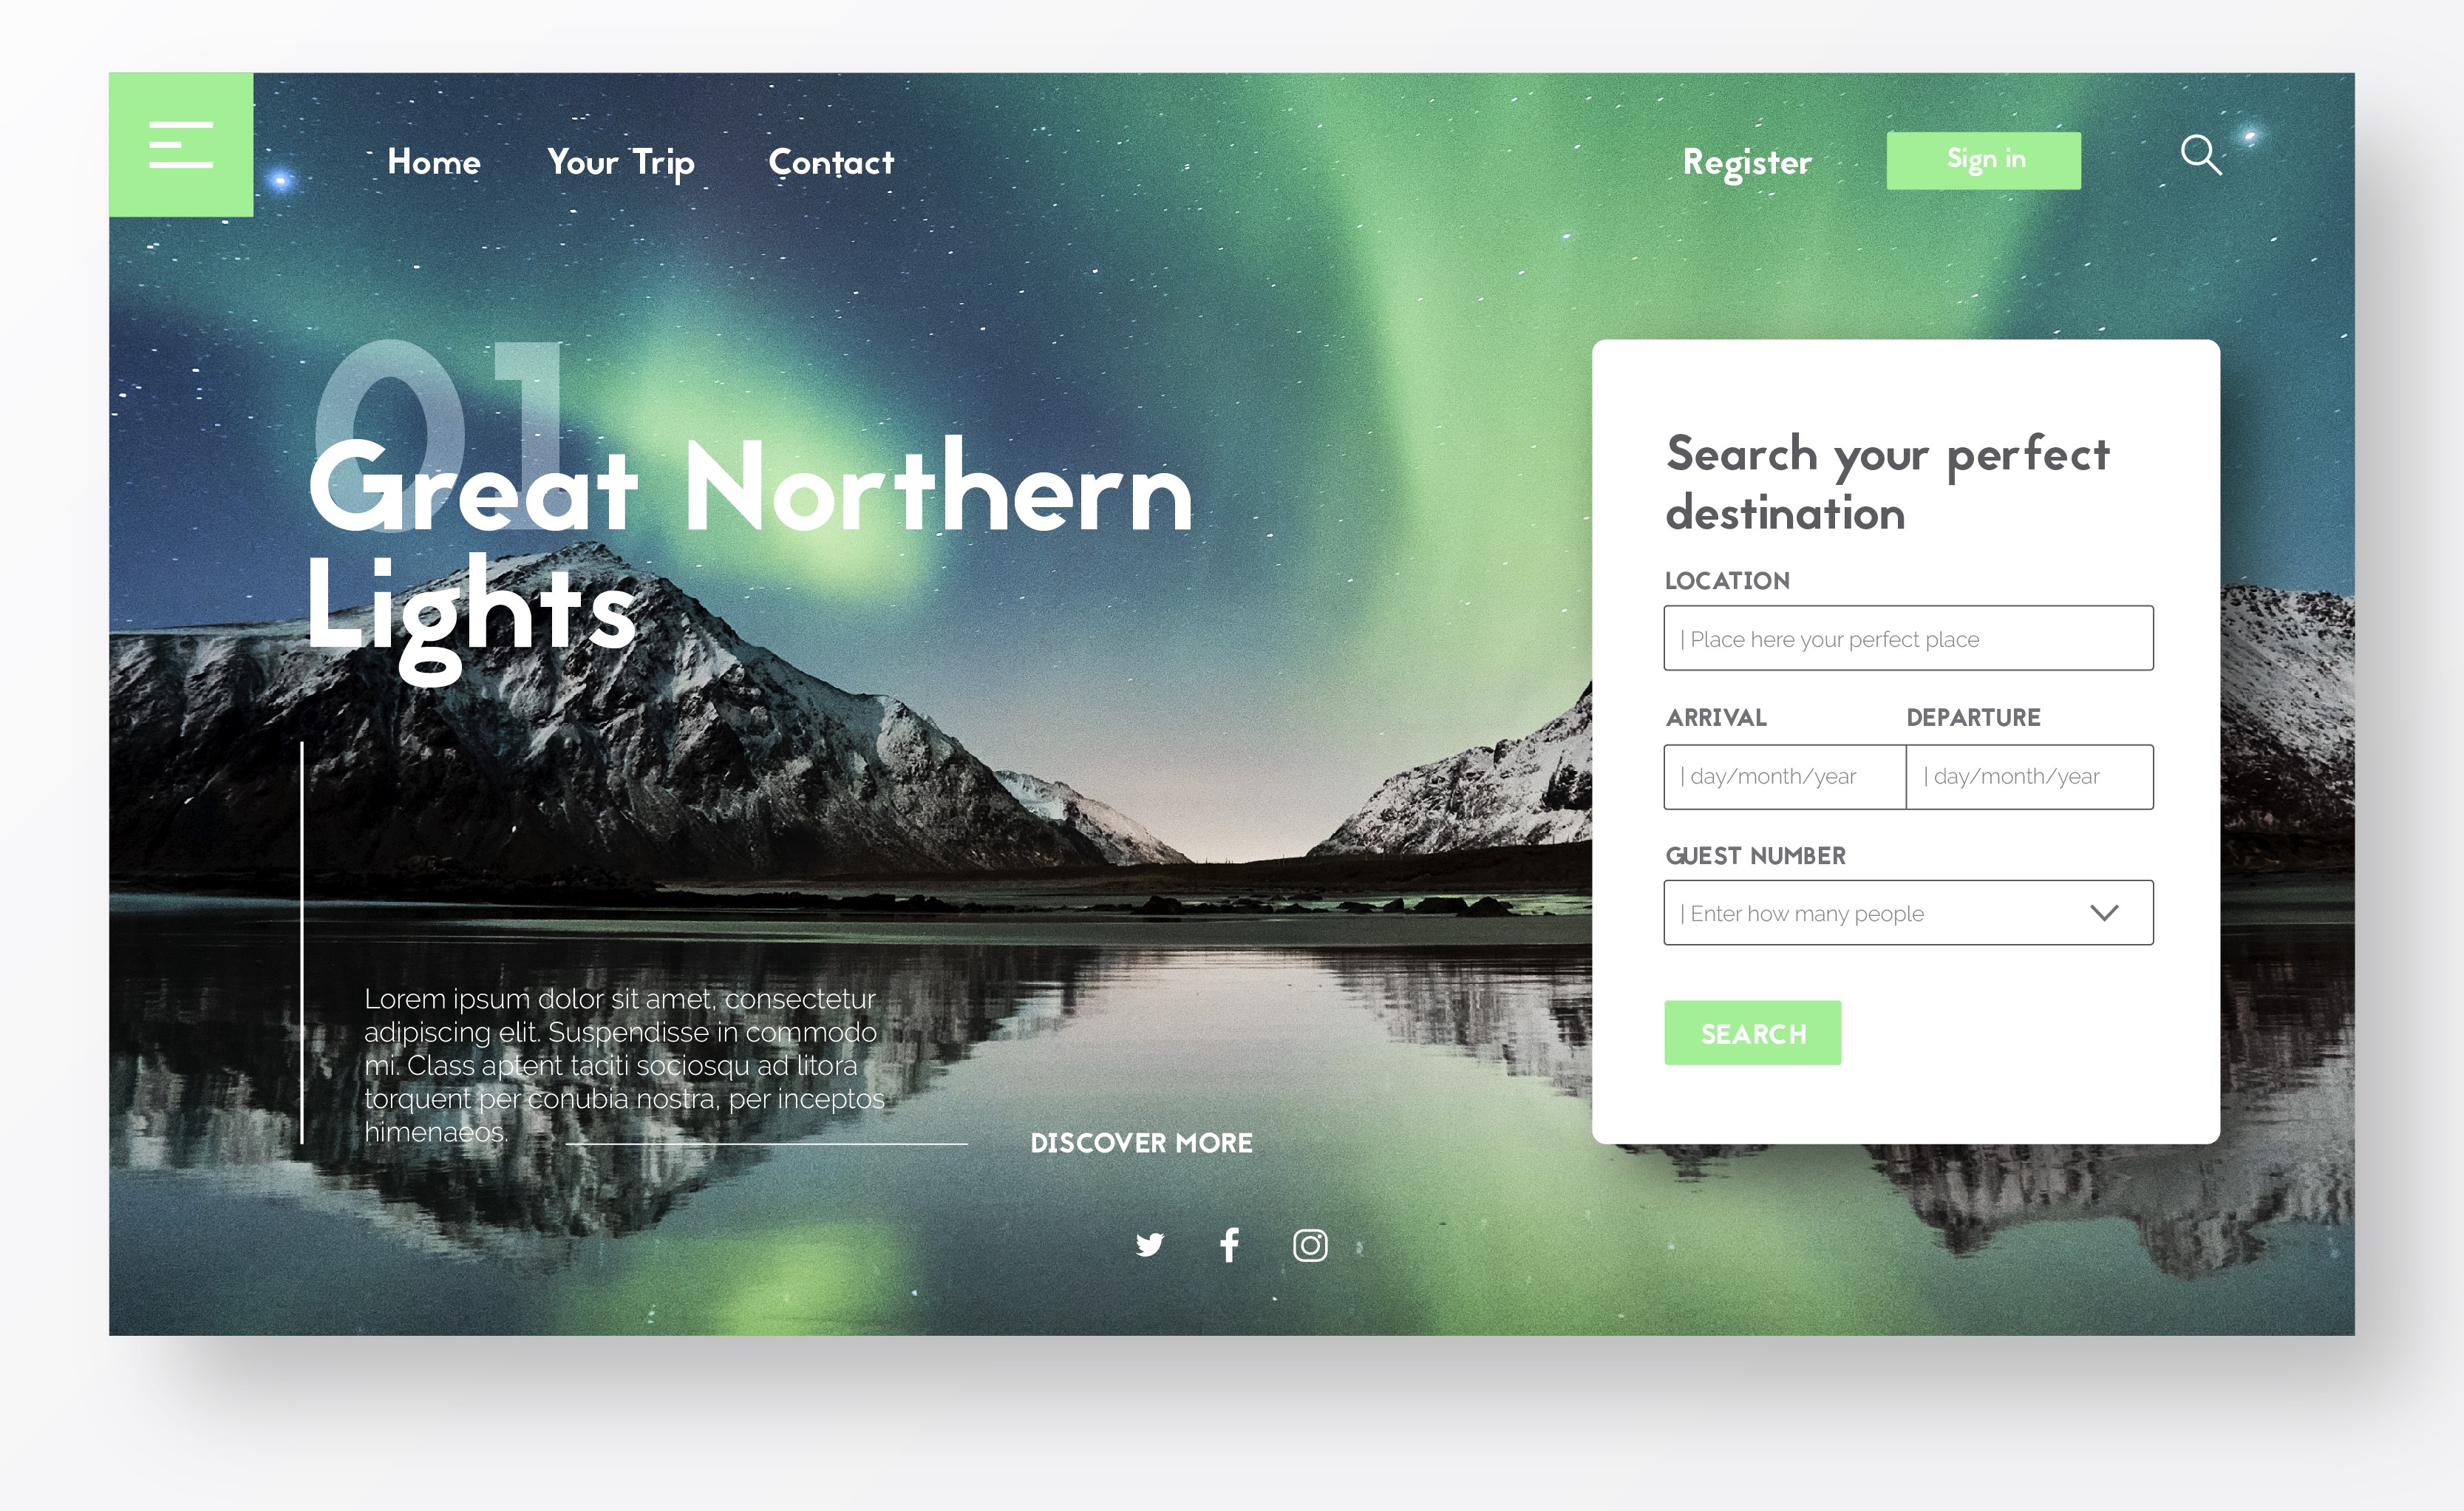 Home Your Trip Contact Register Sign in
01
Great Northern
Lights
Lorem ipsum dolor sit amet, consectetur
adipiscing elit. Suspendisse in commodo
mi. Class aptent taciti sociosqu ad litora
torquent per conubia nostra, per inceptos
himenaeos.
DISCOVER MORE
Search your perfect
destination
LOCATION
| Place here your perfect place
ARRIVAL DEPARTURE
| day/month/year | day/month/year
GUEST NUMBER
| Enter how many people
SEARCH